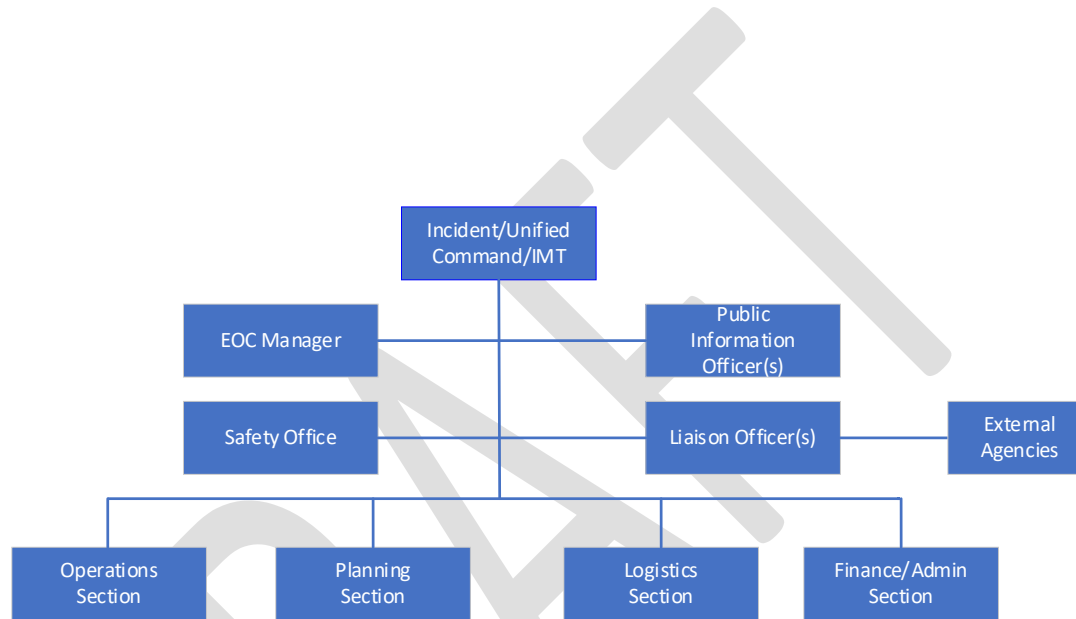 Incident/Unified
Command/IMT
EOC Manager
Public
Information
Officer(s)
Safety Office
Liaison Officer(s)
External
Agencies
Operations
Section
Planning
Section
Logistics
Section
Finance/Admin
Section
DRAFT